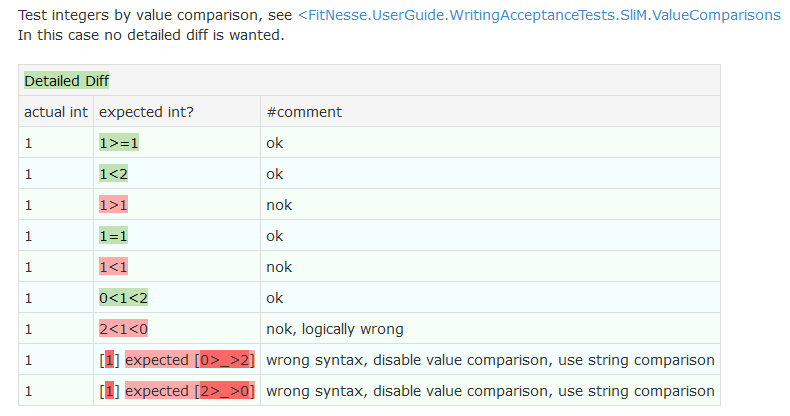 Test integers by value comparison, see <FitNesse.UserGuide.WritingAcceptanceTests.SliM.ValueComparisons
In this case no detailed diff is wanted.
Detailed Diff
actual int expected int? #comment
1 1>=1 ok
1 1<2 ok
1 1>1 nok
1 1=1 ok
1 1<1 nok
1 0<1<2 ok
1 2<1<0 nok, logically wrong
1 [1] expected [0>_>2] wrong syntax, disable value comparison, use string comparison
1 [1] expected [2>_>0] wrong syntax, disable value comparison, use string comparison